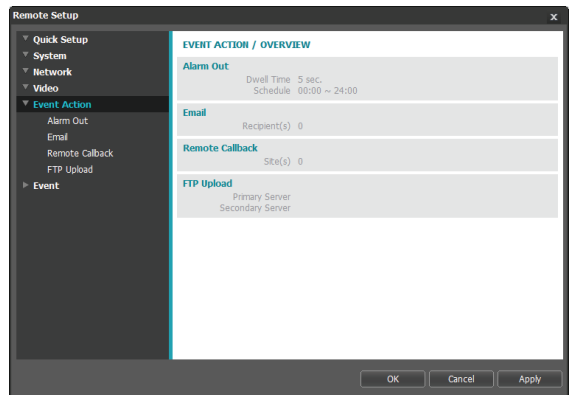 Remote Setup
x
Quick Setup
System
Network
Video
Event Action
Alarm Out
Email
Remote Calback
FTP Upload
Event
EVENT ACTION / OVERVIEW
Alarm Out
Dwell Time 5 sec.
Schedule 00:00 ~ 24:00
Email
Recipient(s) 0
Remote Callback
Site(s) 0
FTP Upload
Primary Server
Secondary Server
OK Cancel Apply